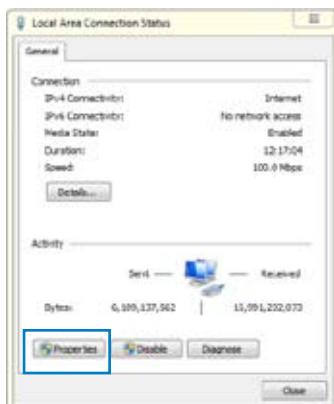 Local Area Connection Status
General
Connection
IPv4 Connectivity: Internet
IPv6 Connectivity: No network access
Media State: Enabled
Duration: 12:17:04
Speed: 100.0 Mbps
Details...
Activity
Sent — — Received
Bytes: 6,109,137,562 | 15,991,232,073
Properties Disable Diagnose
Close